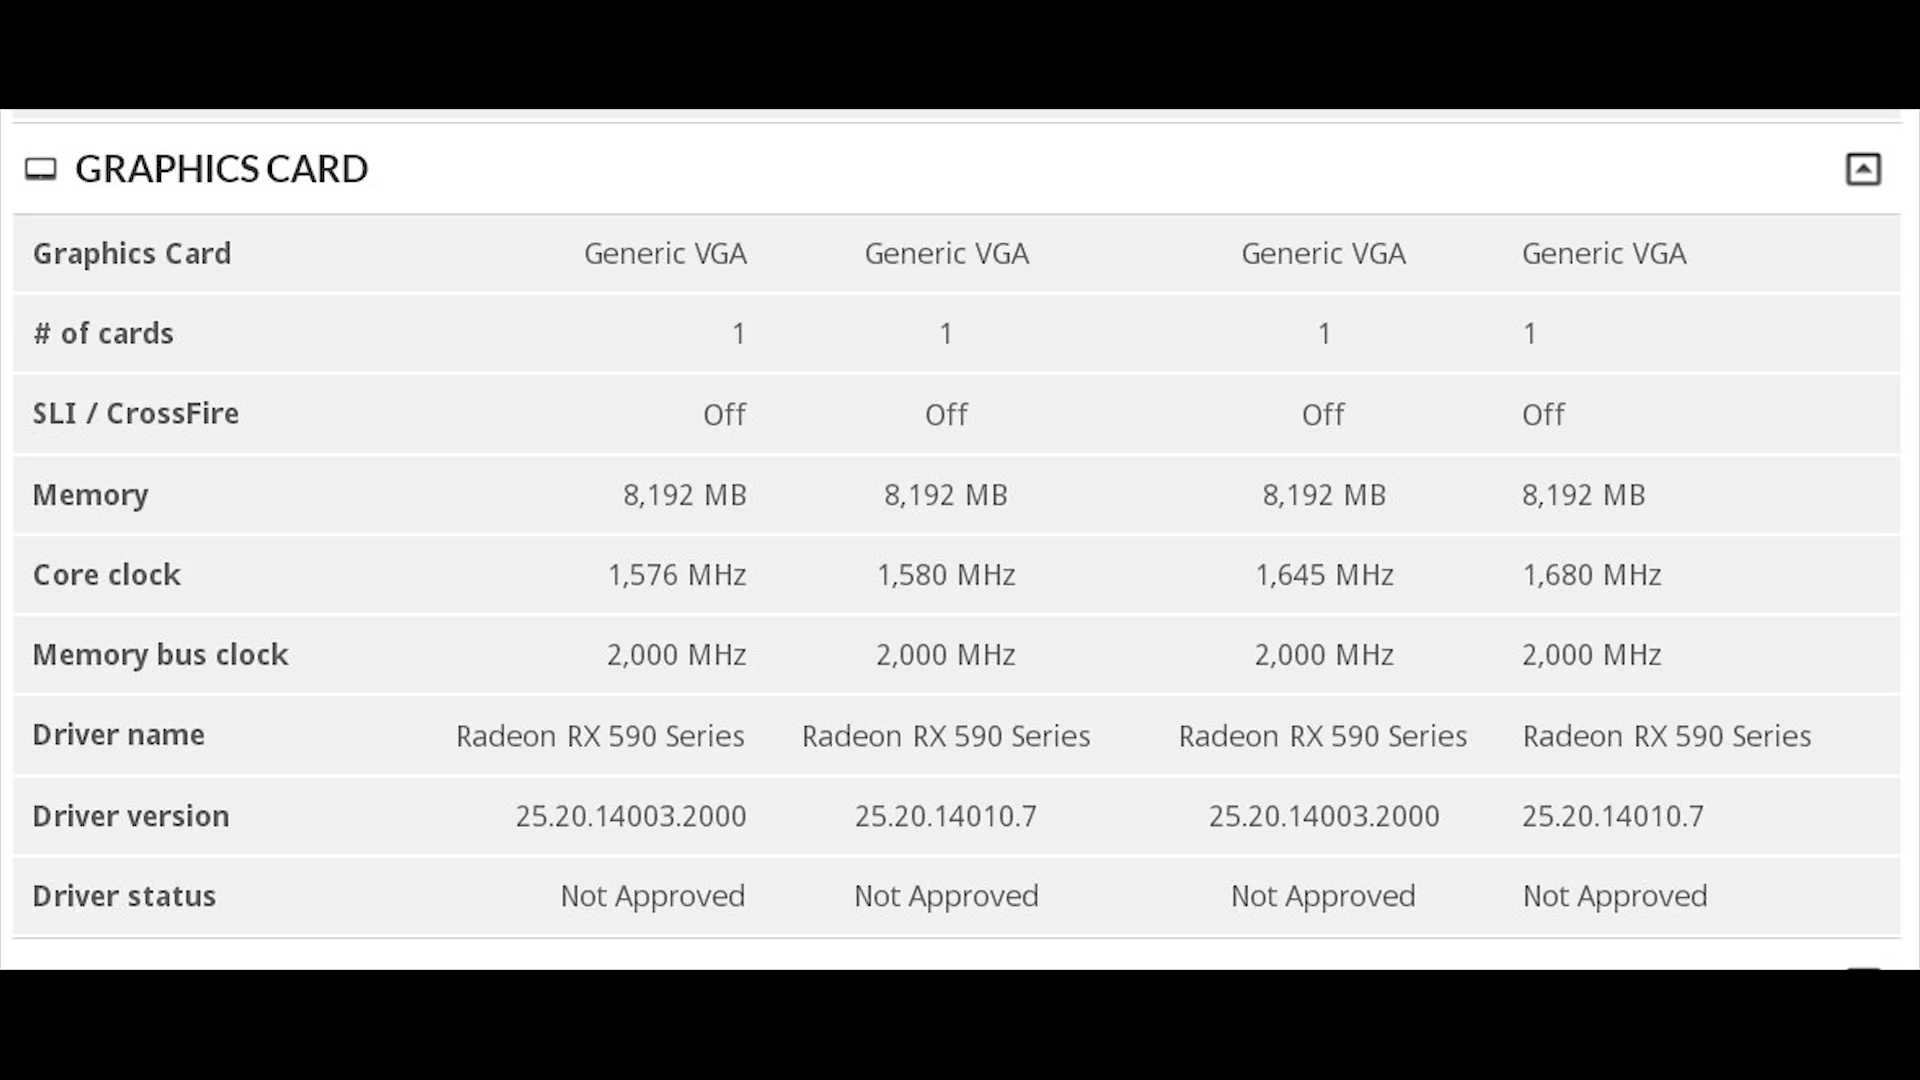 GRAPHICS CARD
Graphics Card Generic VGA Generic VGA Generic VGA Generic VGA
# of cards 1 1 1 1
SLI / CrossFire Off Off Off Off
Memory 8,192 MB 8,192 MB 8,192 MB 8,192 MB
Core clock 1,576 MHz 1,580 MHz 1,645 MHz 1,680 MHz
Memory bus clock 2,000 MHz 2,000 MHz 2,000 MHz 2,000 MHz
Driver name Radeon RX 590 Series Radeon RX 590 Series Radeon RX 590 Series Radeon RX 590 Series
Driver version 25.20.14003.2000 25.20.14010.7 25.20.14003.2000 25.20.14010.7
Driver status Not Approved Not Approved Not Approved Not Approved